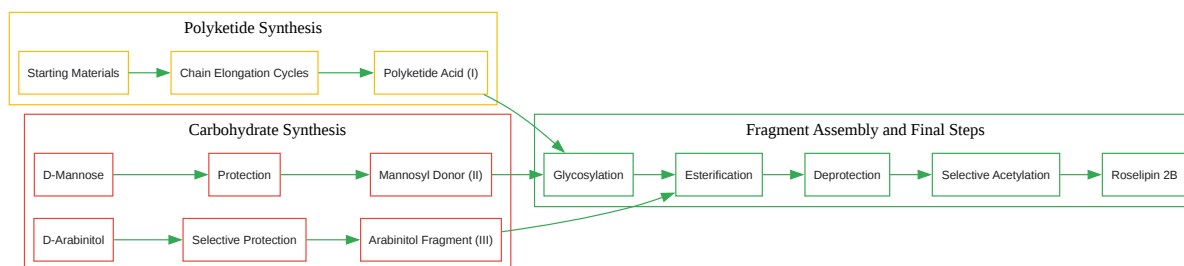 Polyketide Synthesis
Starting Materials
Chain Elongation Cycles
Polyketide Acid (I)
Carbohydrate Synthesis
D-Mannose
Protection
Mannosyl Donor (II)
D-Arabinitol
Selective Protection
Arabinitol Fragment (III)
Fragment Assembly and Final Steps
Glycosylation
Esterification
Deprotection
Selective Acetylation
Roselipin 2B